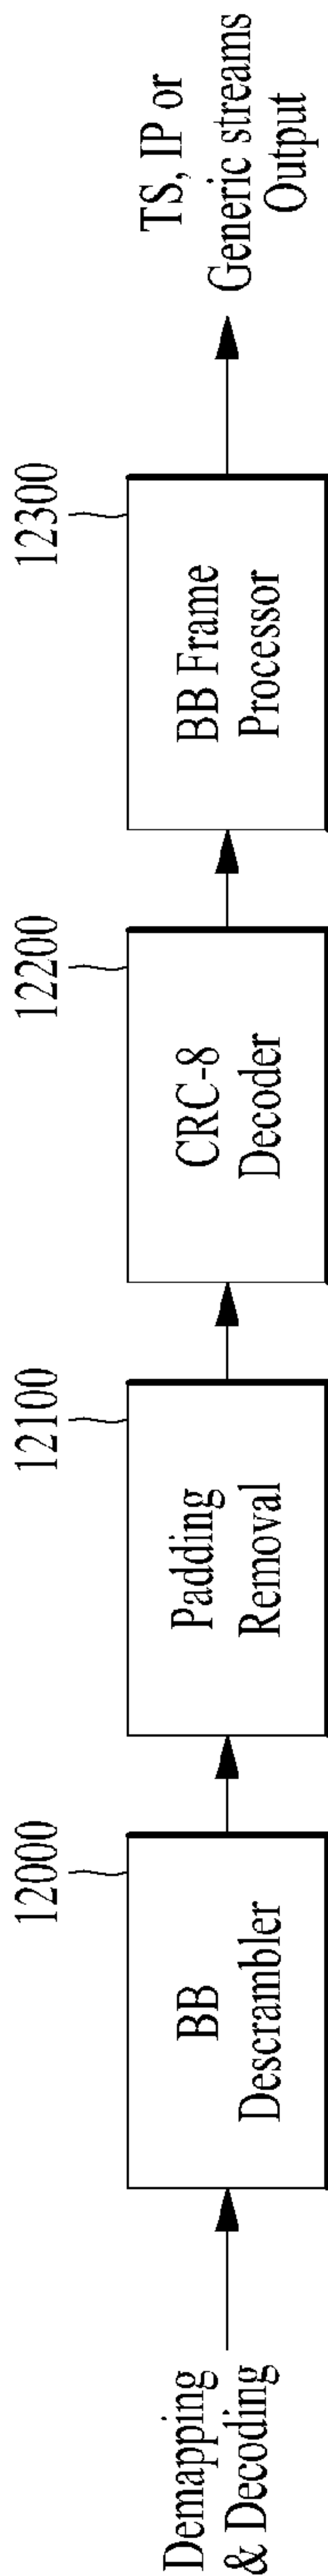 Demapping
& Decoding
12000
BB
Descrambler
12100
Padding
Removal
12200
CRC-8
Decoder
12300
BB Frame
Processor
TS, IP or
Generic streams
Output